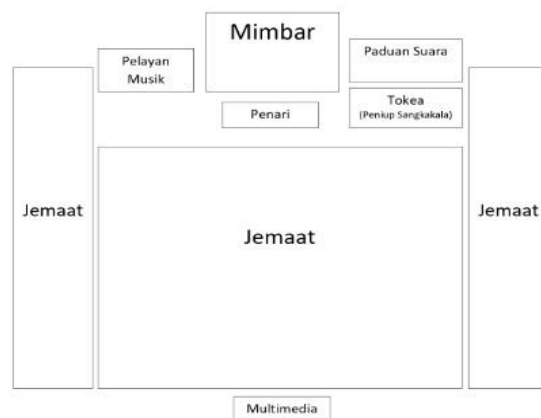 Mimbar
Pelayan
Musik
Paduan Suara
Penari
Tokea
(Peniup Sangkakala)
Jemaat
Jemaat
Jemaat
Multimedia